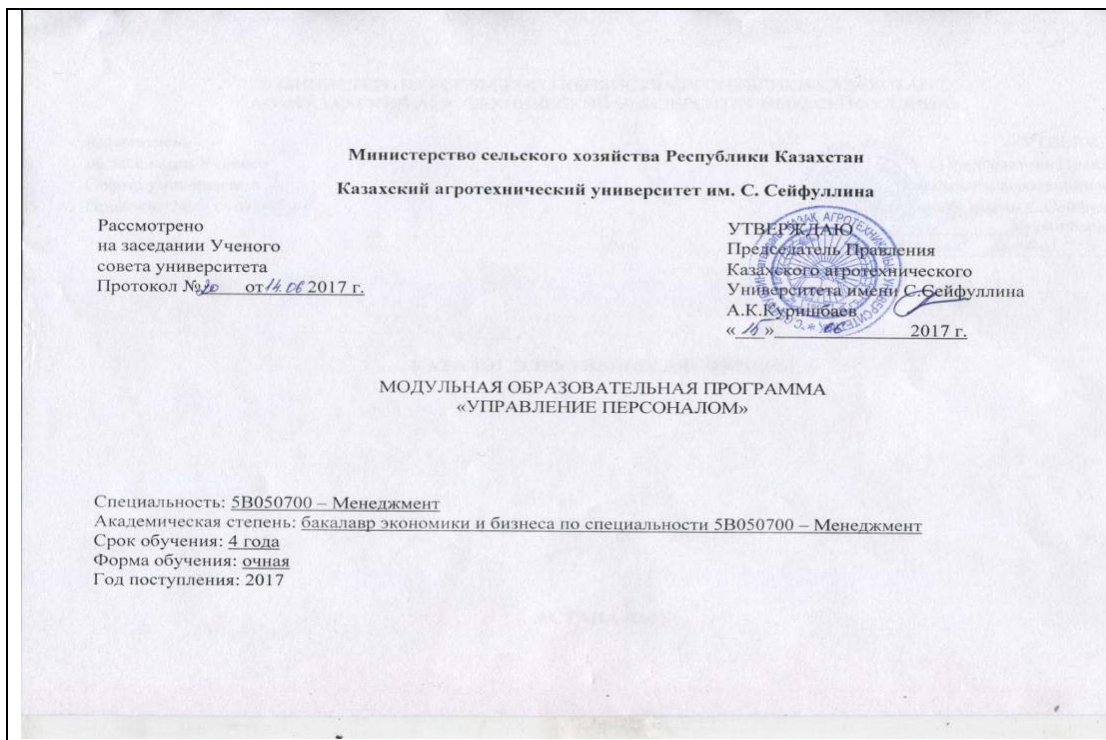 Министерство сельского хозяйства Республики Казахстан
Казахский агротехнический университет им. С. Сейфуллина
Рассмотрено
на заседании Ученого
совета университета
Протокол № 20 от 14.06 2017 г.
УТВЕРЖДАЮ
Председатель Правления
Казахского агротехнического
Университета имени С.Сейфуллина
А.К.Куришбаев
« 15 » 06 2017 г.
МОДУЛЬНАЯ ОБРАЗОВАТЕЛЬНАЯ ПРОГРАММА
«УПРАВЛЕНИЕ ПЕРСОНАЛОМ»
Специальность: 5В050700 – Менеджмент
Академическая степень: бакалавр экономики и бизнеса по специальности 5В050700 – Менеджмент
Срок обучения: 4 года
Форма обучения: очная
Год поступления: 2017